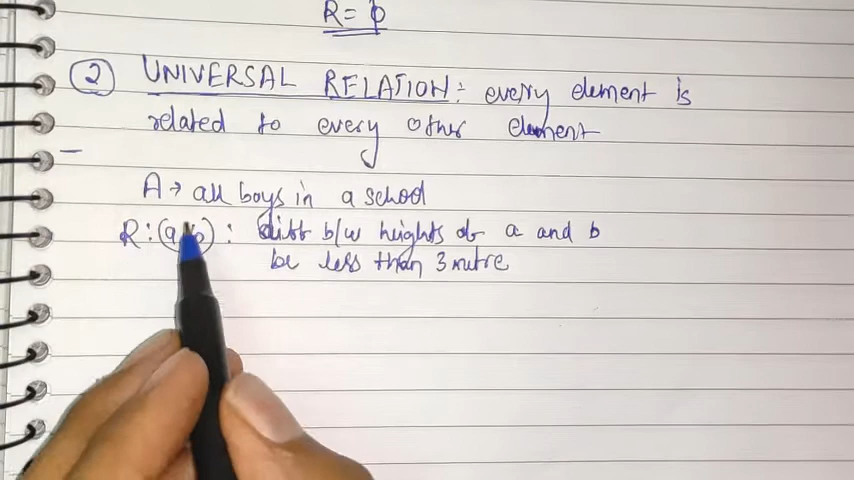 R = ϕ
② UNIVERSAL RELATION: every element is
related to every other element
A → all boys in a school
R : (a, b) : diff b/w heights of a and b
be less than 3 metre